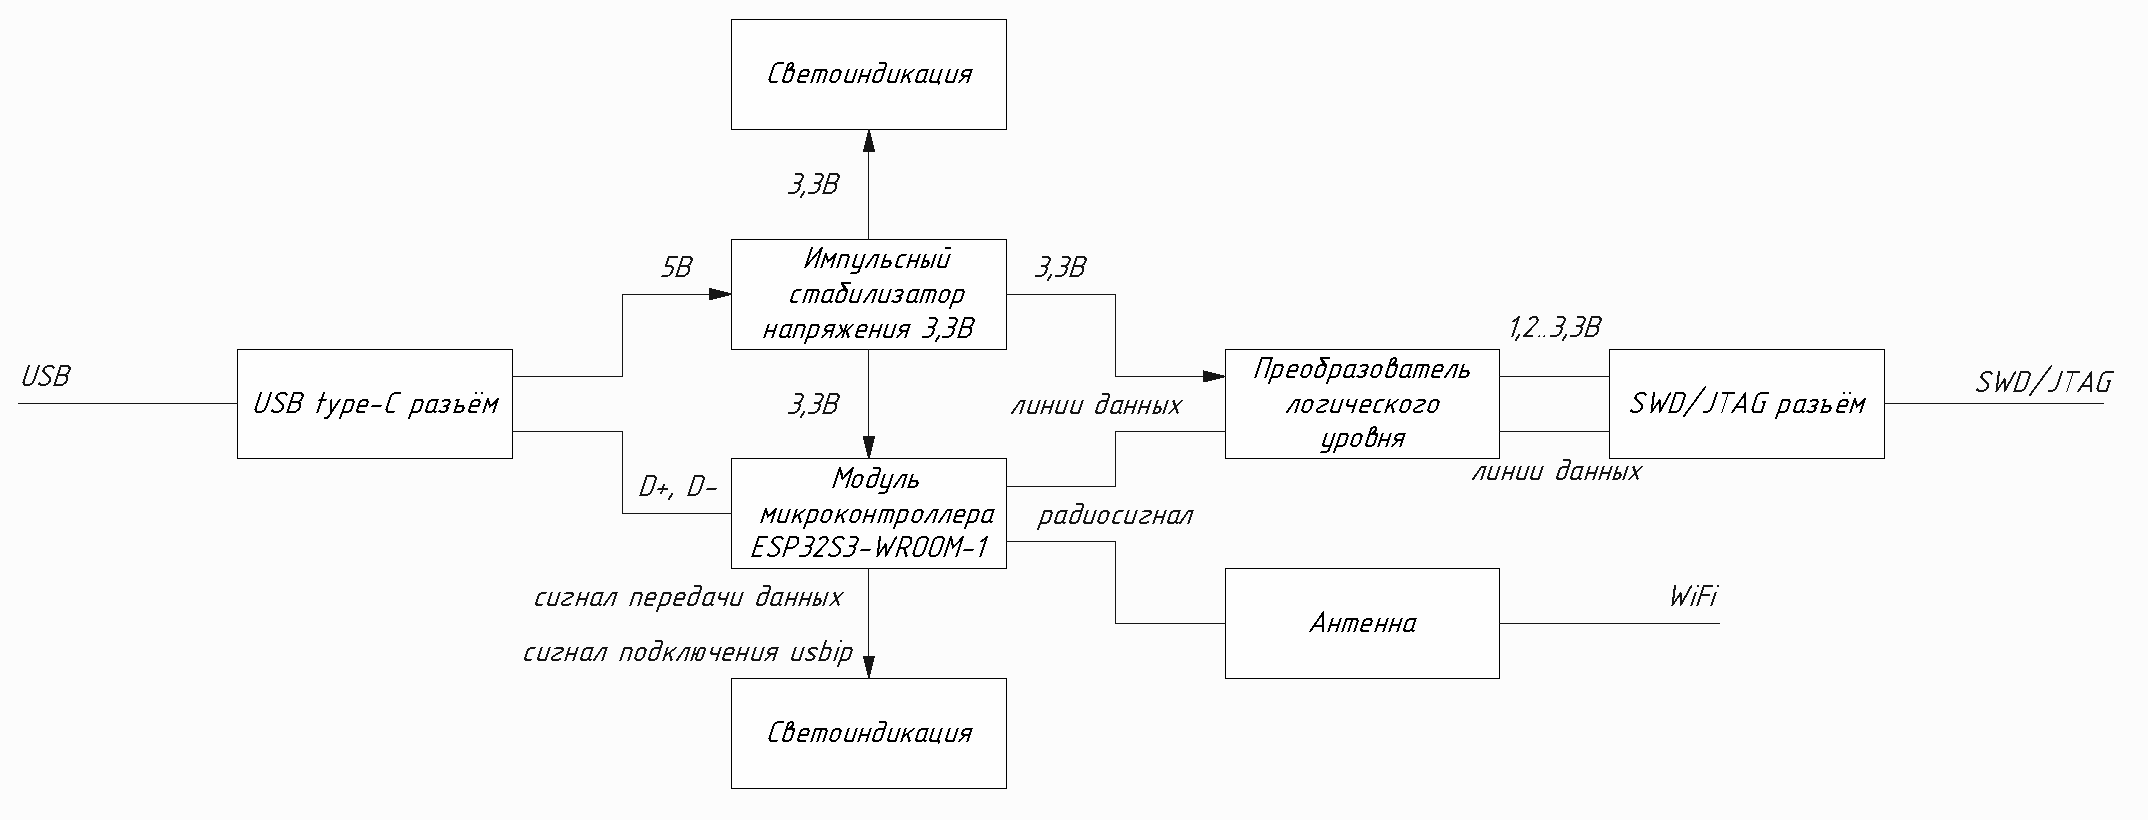 Светоиндикация
3,3В
Импульсный
стабилизатор
напряжения 3,3В
5В
3,3В
1,2..3,3В
USB
USB type-C разъём
3,3В
линии данных
Преобразователь
логического
уровня
SWD/JTAG разъём
SWD/JTAG
линии данных
D+, D-
Модуль
микроконтроллера
ESP32S3-WROOM-1
радиосигнал
сигнал передачи данных
сигнал подключения usbip
Антенна
WiFi
Светоиндикация